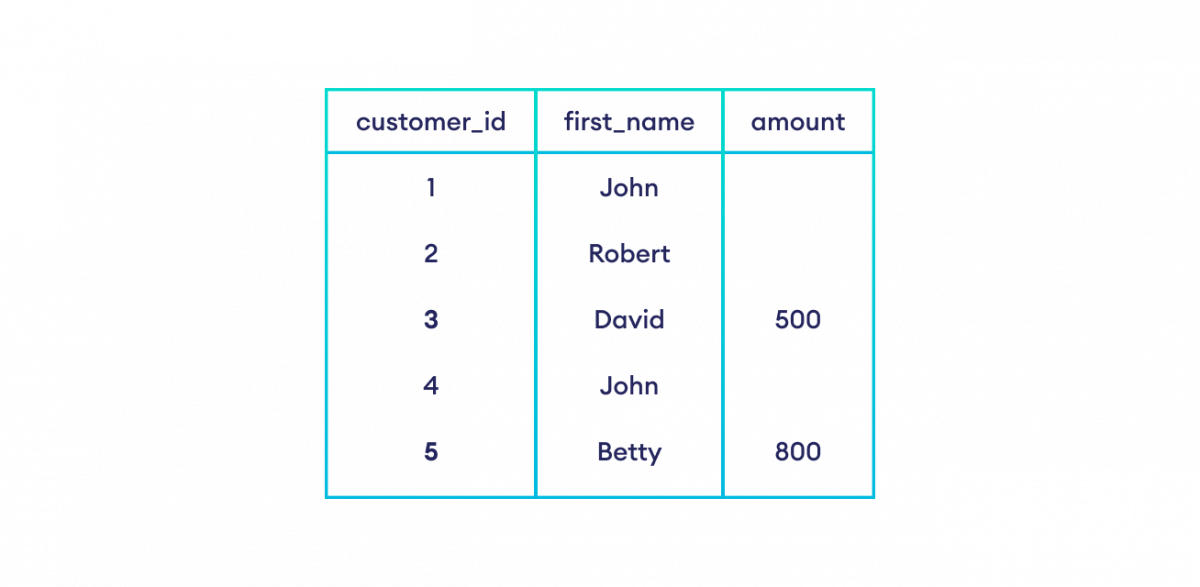 customer_id first_name amount
1 John
2 Robert
3 David 500
4 John
5 Betty 800